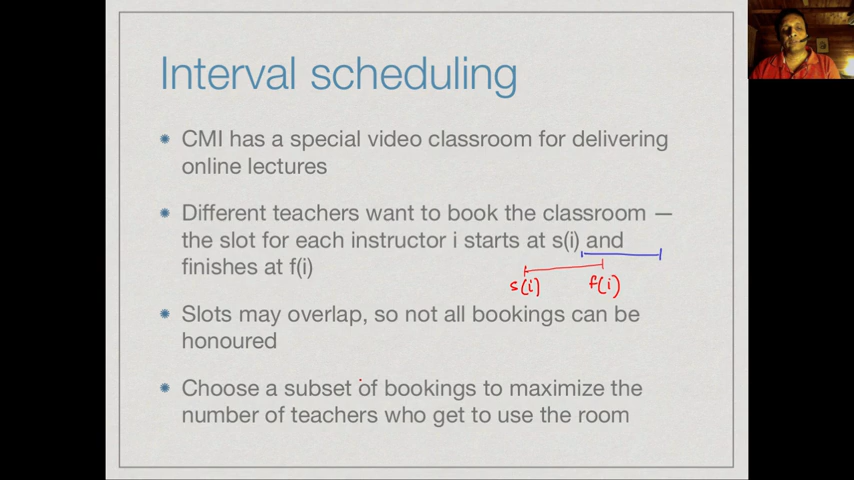 Interval scheduling
CMI has a special video classroom for delivering
online lectures
Different teachers want to book the classroom —
the slot for each instructor i starts at s(i) and
finishes at f(i)
s(i) f(i)
Slots may overlap, so not all bookings can be
honoured
Choose a subset of bookings to maximize the
number of teachers who get to use the room